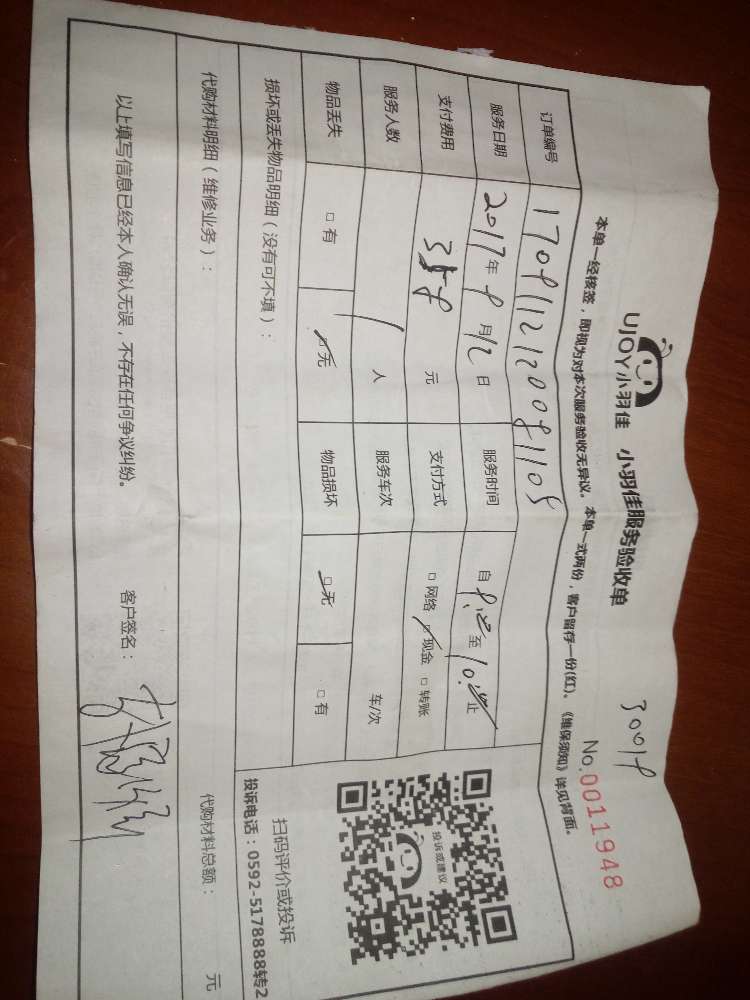 30018
UJOY小羽佳 小羽佳服务验收单
No.0011948
本单一经核签，即视为对本次服务验收无异议。本单一式两份，客户留存一份(红)。《维保须知》详见背面。
订单编号 1708112120081108
服务日期 2017年8月12日 服务时间 自 至 止
支付费用 元 支付方式 □ 网络 ☑ 现金 □ 转账
服务人数 1 人 服务车次 车/次
物品丢失 □ 有 ☑ 无 物品损坏 ☑ 无 □ 有
损坏或丢失物品明细（没有可不填）：
投诉或建议
扫码评价或投诉
投诉电话：0592-5178888转2
代购材料明细（维修业务）： 代购材料总额： 元
以上填写信息已经本人确认无误，不存在任何争议纠纷。 客户签名：